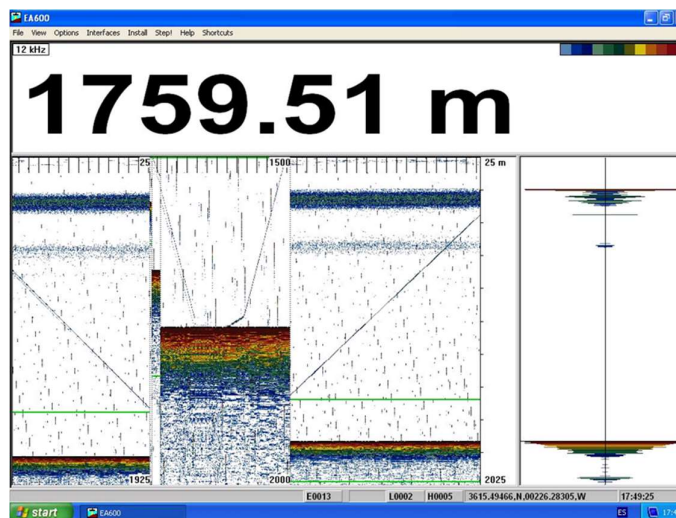 EA600
File View Options Interfaces Install Step! Help Shortcuts
12 kHz
1759.51 m
25 1500 25 m
1925 2000 2025
E0013 L0002 H0005 3615.49466,N,00226.28305,W 17:49:25
start EA600 ES